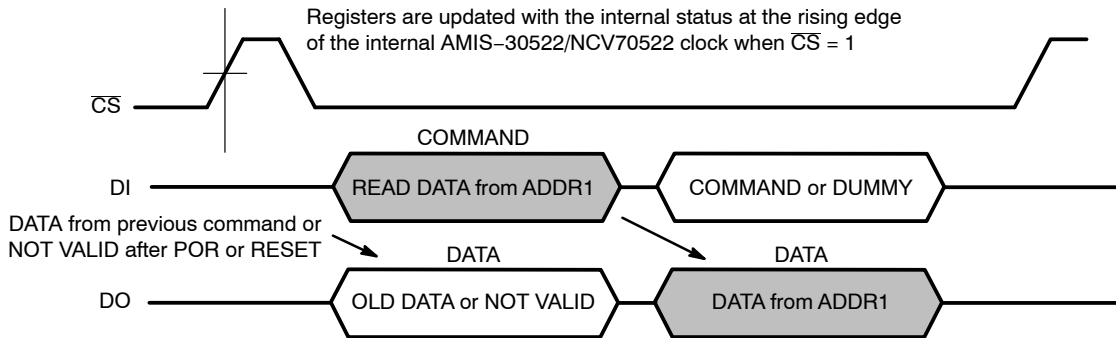 Registers are updated with the internal status at the rising edge
of the internal AMIS−30522/NCV70522 clock when C̅S̅ = 1
C̅S̅
COMMAND
DI
READ DATA from ADDR1
COMMAND or DUMMY
DATA from previous command or
NOT VALID after POR or RESET
DATA
DATA
DO
OLD DATA or NOT VALID
DATA from ADDR1